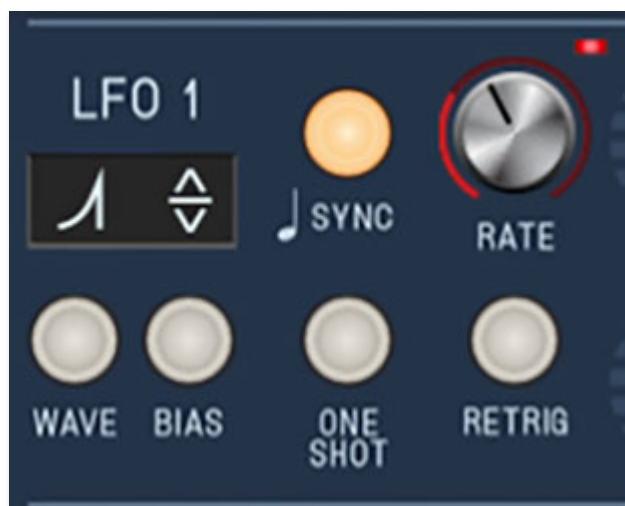 LFO 1
SYNC
RATE
WAVE
BIAS
ONE
SHOT
RETRIG